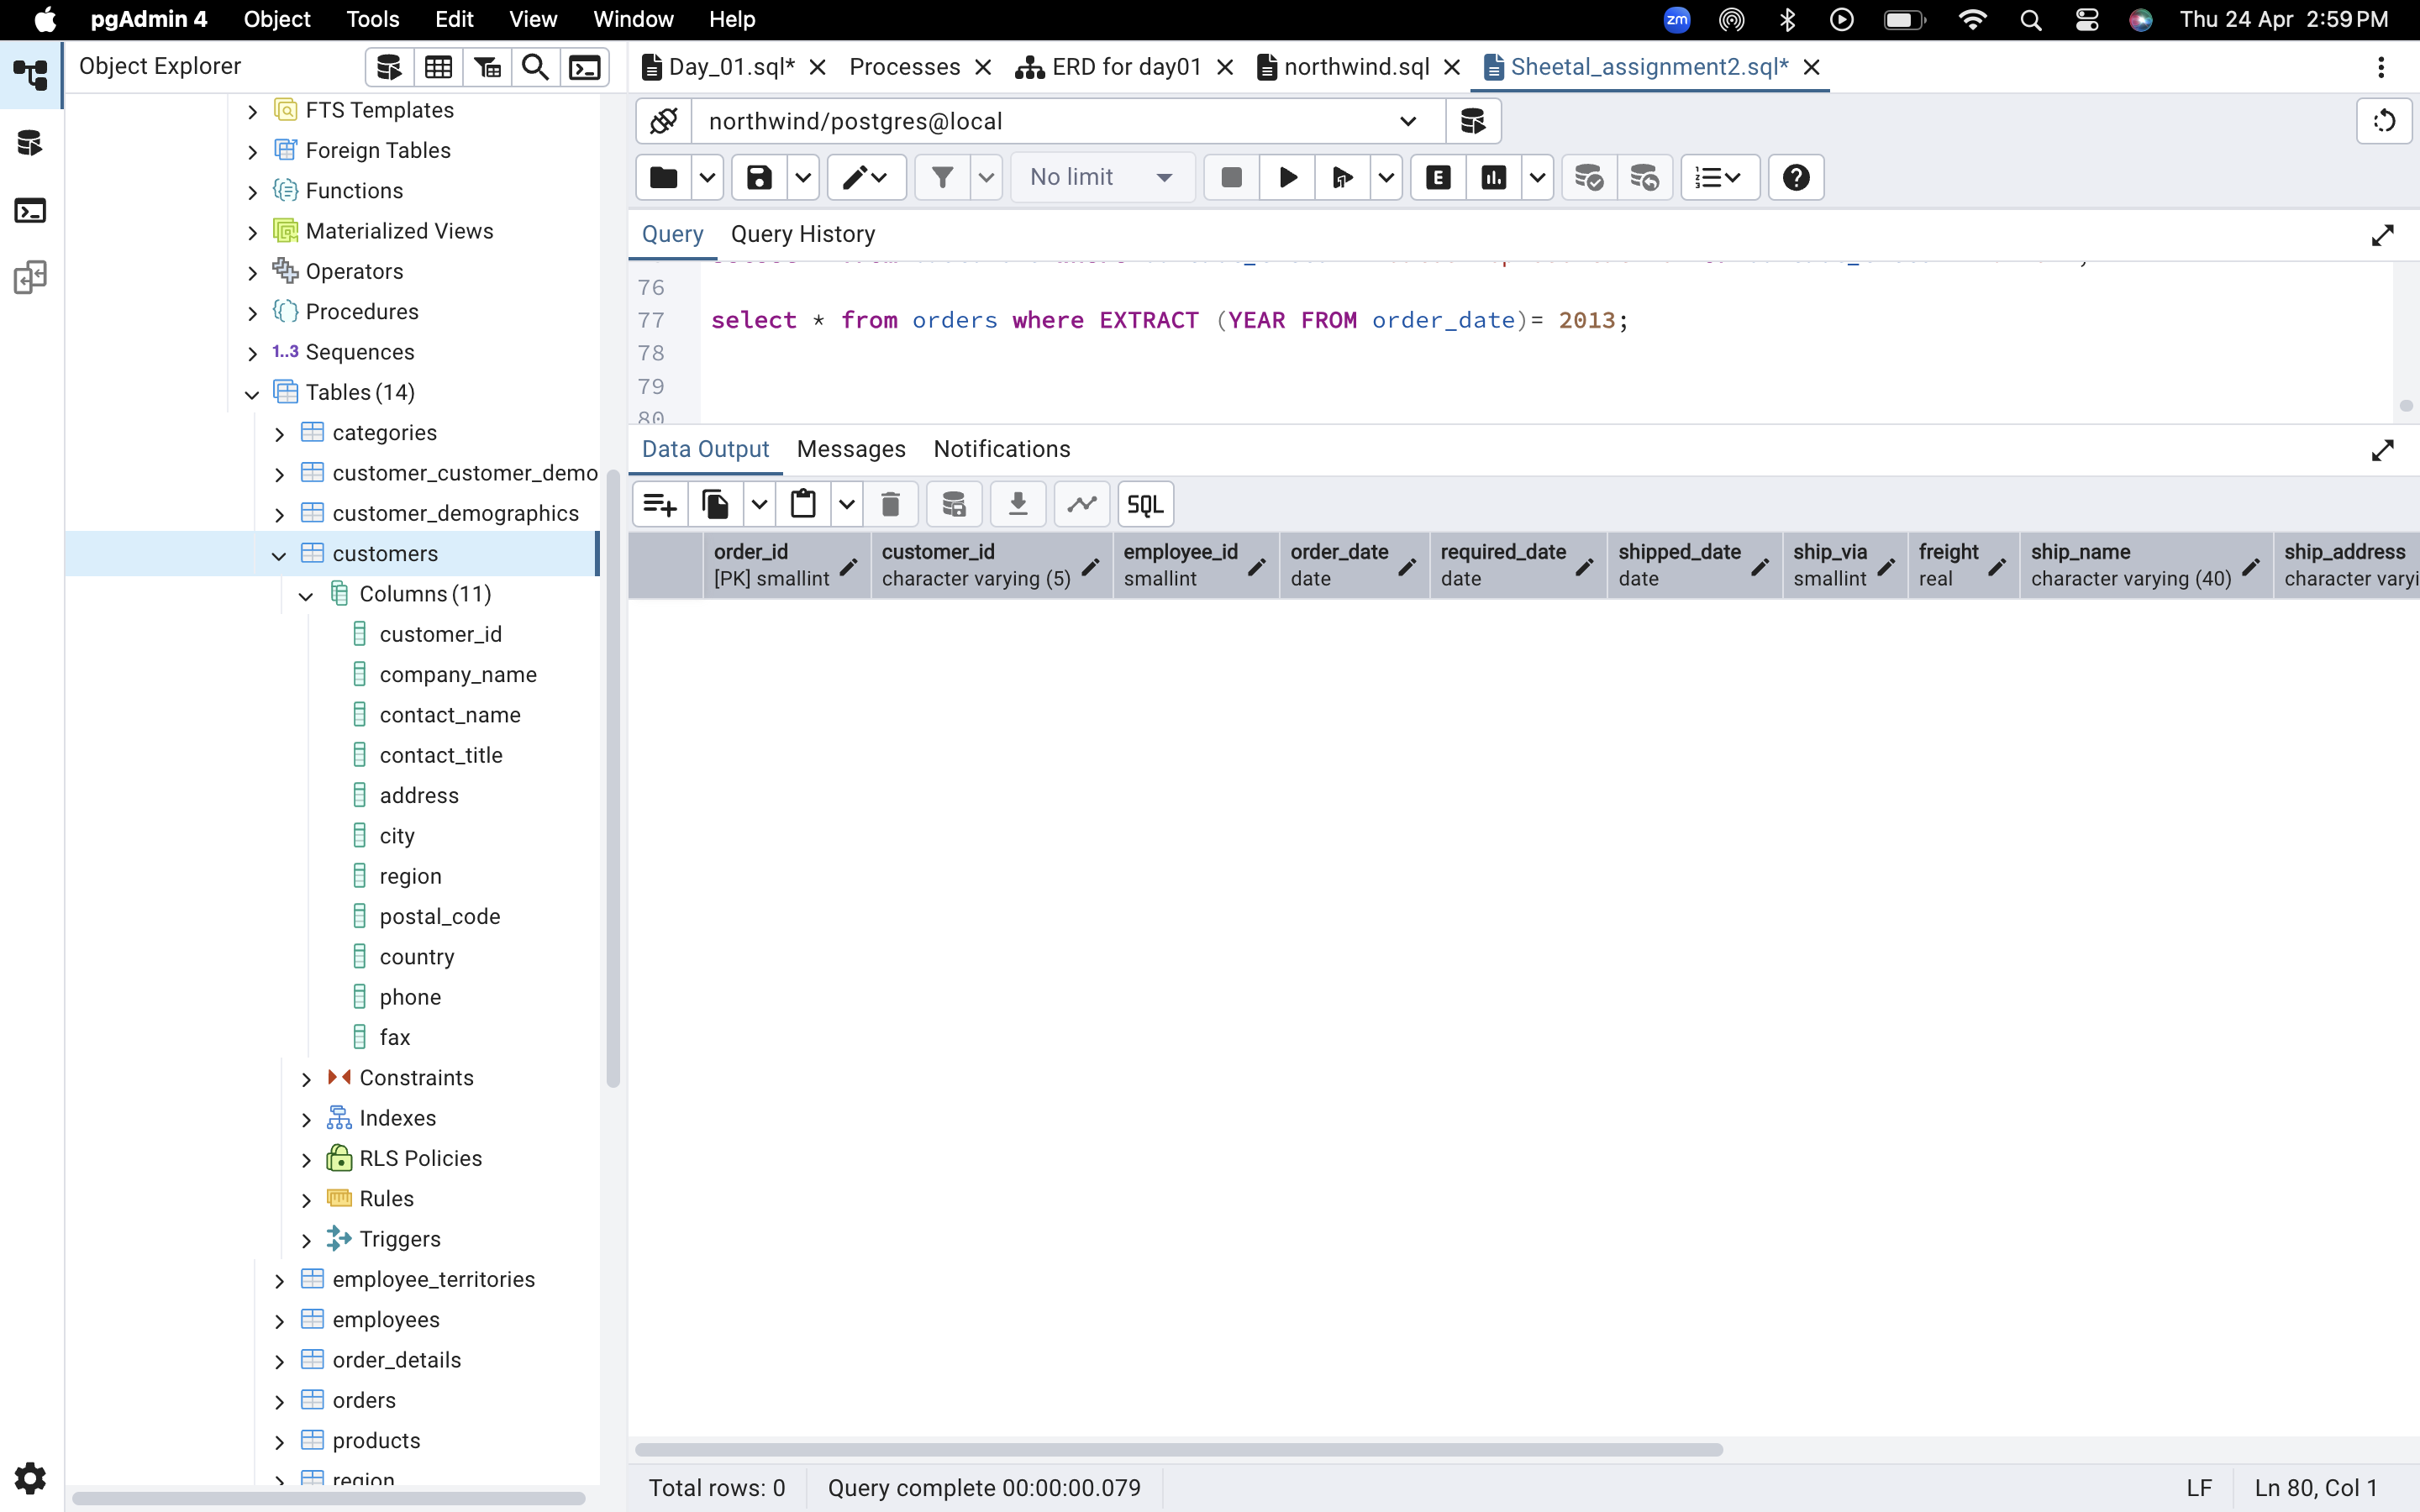 pgAdmin 4 Object Tools Edit View Window Help zm Thu 24 Apr 2:59 PM
Object Explorer
FTS Templates
Foreign Tables
Functions
Materialized Views
Operators
Procedures
1..3 Sequences
Tables (14)
categories
customer_customer_demo
customer_demographics
customers
Columns (11)
customer_id
company_name
contact_name
contact_title
address
city
region
postal_code
country
phone
fax
Constraints
Indexes
RLS Policies
Rules
Triggers
employee_territories
employees
order_details
orders
products
region
Day_01.sql* Processes ERD for day01 northwind.sql Sheetal_assignment2.sql*
northwind/postgres@local
No limit E
Query Query History
76
77 select * from orders where EXTRACT (YEAR FROM order_date)= 2013;
78
79
80
Data Output Messages Notifications
SQL
order_id customer_id employee_id order_date required_date shipped_date ship_via freight ship_name ship_address
[PK] smallint character varying (5) smallint date date date smallint real character varying (40) character varyi
Total rows: 0 Query complete 00:00:00.079 LF Ln 80, Col 1